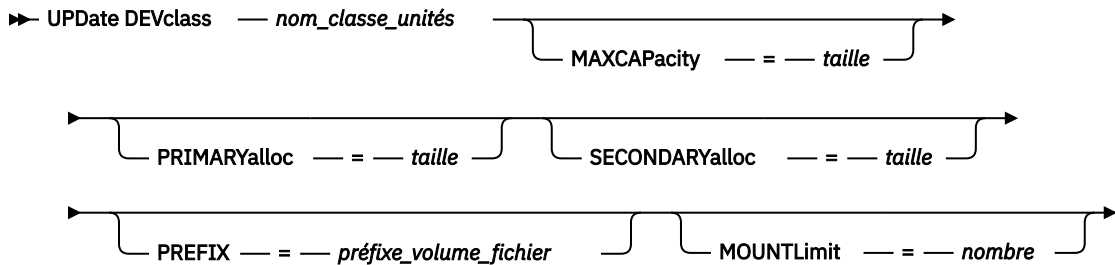 UPDate DEVclass — nom_classe_unités
MAXCAPacity — = — taille
PRIMARYalloc — = — taille
SECONDARYalloc — = — taille
PREFIX — = — préfixe_volume_fichier
MOUNTLimit — = — nombre